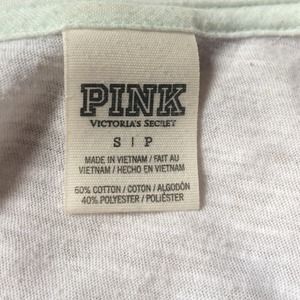 PINK
VICTORIA'S SECRET
S | P
MADE IN VIETNAM / FAIT AU
VIETNAM / HECHO EN VIETNAM
60% COTTON / COTON / ALGODÓN
40% POLYESTER / POLIÉSTER